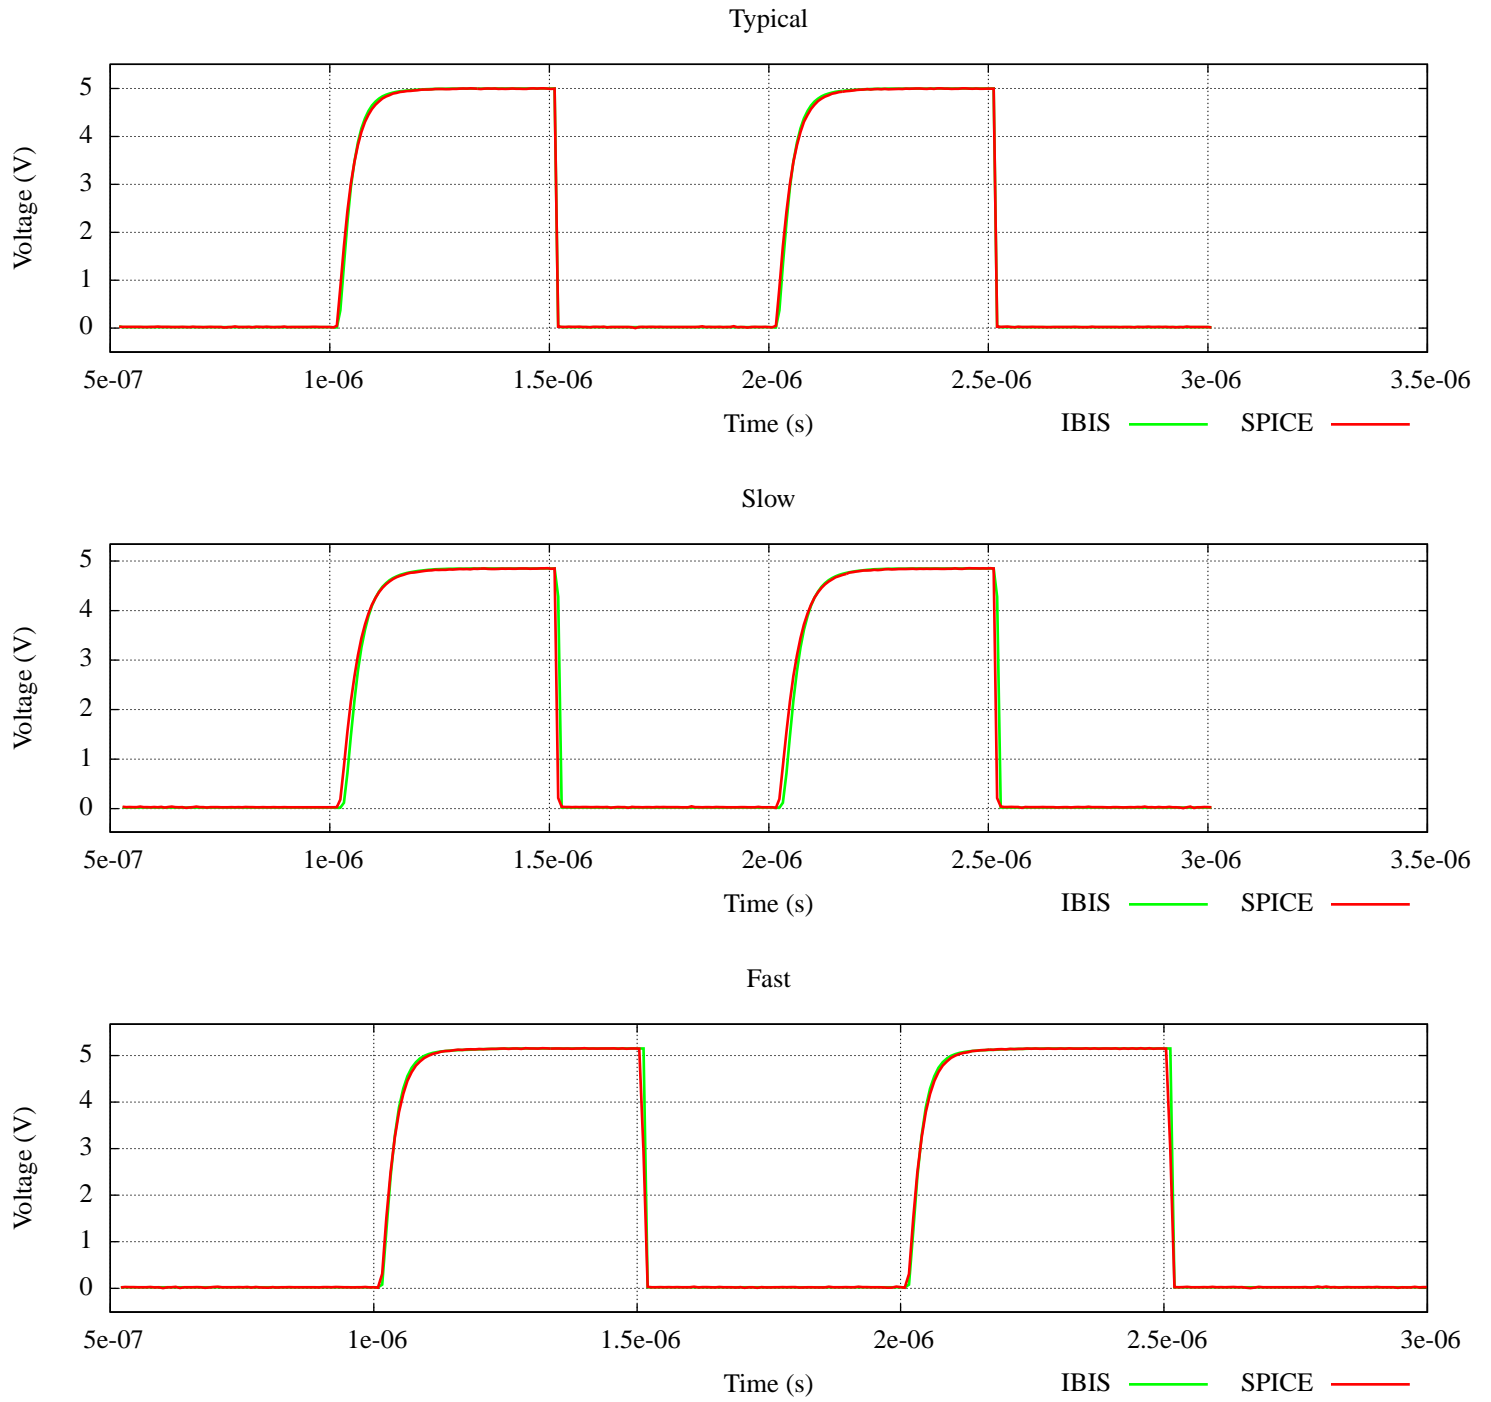 Typical
Voltage (V)
5
4
3
2
1
0
5e-07 1e-06 1.5e-06 2e-06 2.5e-06 3e-06 3.5e-06
Time (s)
IBIS SPICE
Slow
Voltage (V)
5
4
3
2
1
0
5e-07 1e-06 1.5e-06 2e-06 2.5e-06 3e-06 3.5e-06
Time (s)
IBIS SPICE
Fast
Voltage (V)
5
4
3
2
1
0
5e-07 1e-06 1.5e-06 2e-06 2.5e-06 3e-06
Time (s)
IBIS SPICE